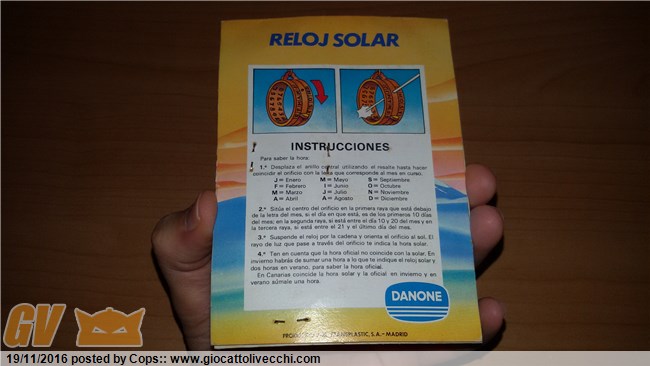 RELOJ SOLAR
INSTRUCCIONES
Para saber la hora:
1.º Desplaza el anillo central utilizando el resalte hasta hacer
coincidir el orificio con la letra que corresponde al mes en curso.
J = Enero M = Mayo S = Septiembre
F = Febrero I = Junio O = Octubre
M = Marzo J = Julio N = Noviembre
A = Abril A = Agosto D = Diciembre
2.º Sitúa el centro del orificio en la primera raya que está debajo
de la letra del mes, si el día en que está, es de los primeros 10 días
del mes; en la segunda raya, si está entre el 10 y 20 del mes y en
la tercera raya, si está entre el 21 y el último día del mes.
3.º Suspende el reloj por la cadena y orienta el orificio al sol. El
rayo de luz que pase a través del orificio te indica la hora solar.
4.º Ten en cuenta que la hora oficial no coincide con la solar. En
invierno habrás de sumar una hora a lo que te indique el reloj solar y
dos horas en verano, para saber la hora oficial.
En Canarias coincide la hora solar y la oficial en invierno y en
verano súmale una hora.
DANONE
S.A.- MADRID
GV
19/11/2016 posted by Cops:: www.giocattolivecchi.com